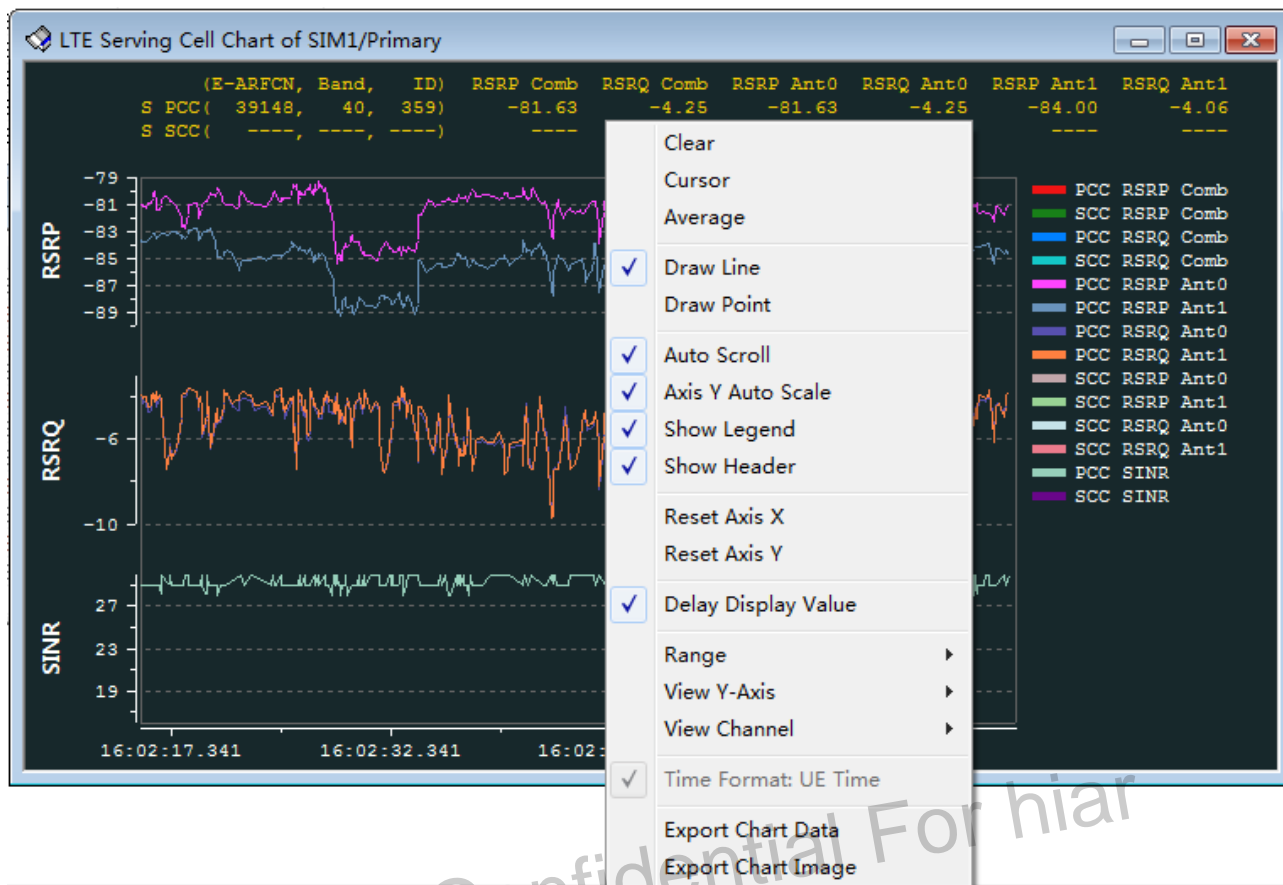 LTE Serving Cell Chart of SIM1/Primary
(E-ARFCN, Band, ID) RSRP Comb RSRQ Comb RSRP Ant0 RSRQ Ant0 RSRP Ant1 RSRQ Ant1
S PCC( 39148, 40, 359) -81.63 -4.25 -81.63 -4.25 -84.00 -4.06
S SCC( ----, ----, ----) ---- ---- ----
RSRP
-79
-81
-83
-85
-87
-89
RSRQ
-6
-10
SINR
27
23
19
16:02:17.341 16:02:32.341 16:02:
Clear
Cursor
Average
Draw Line
Draw Point
Auto Scroll
Axis Y Auto Scale
Show Legend
Show Header
Reset Axis X
Reset Axis Y
Delay Display Value
Range
View Y-Axis
View Channel
Time Format: UE Time
Export Chart Data
Export Chart Image
PCC RSRP Comb
SCC RSRP Comb
PCC RSRQ Comb
SCC RSRQ Comb
PCC RSRP Ant0
PCC RSRP Ant1
PCC RSRQ Ant0
PCC RSRQ Ant1
SCC RSRP Ant0
SCC RSRP Ant1
SCC RSRQ Ant0
SCC RSRQ Ant1
PCC SINR
SCC SINR
For hiar